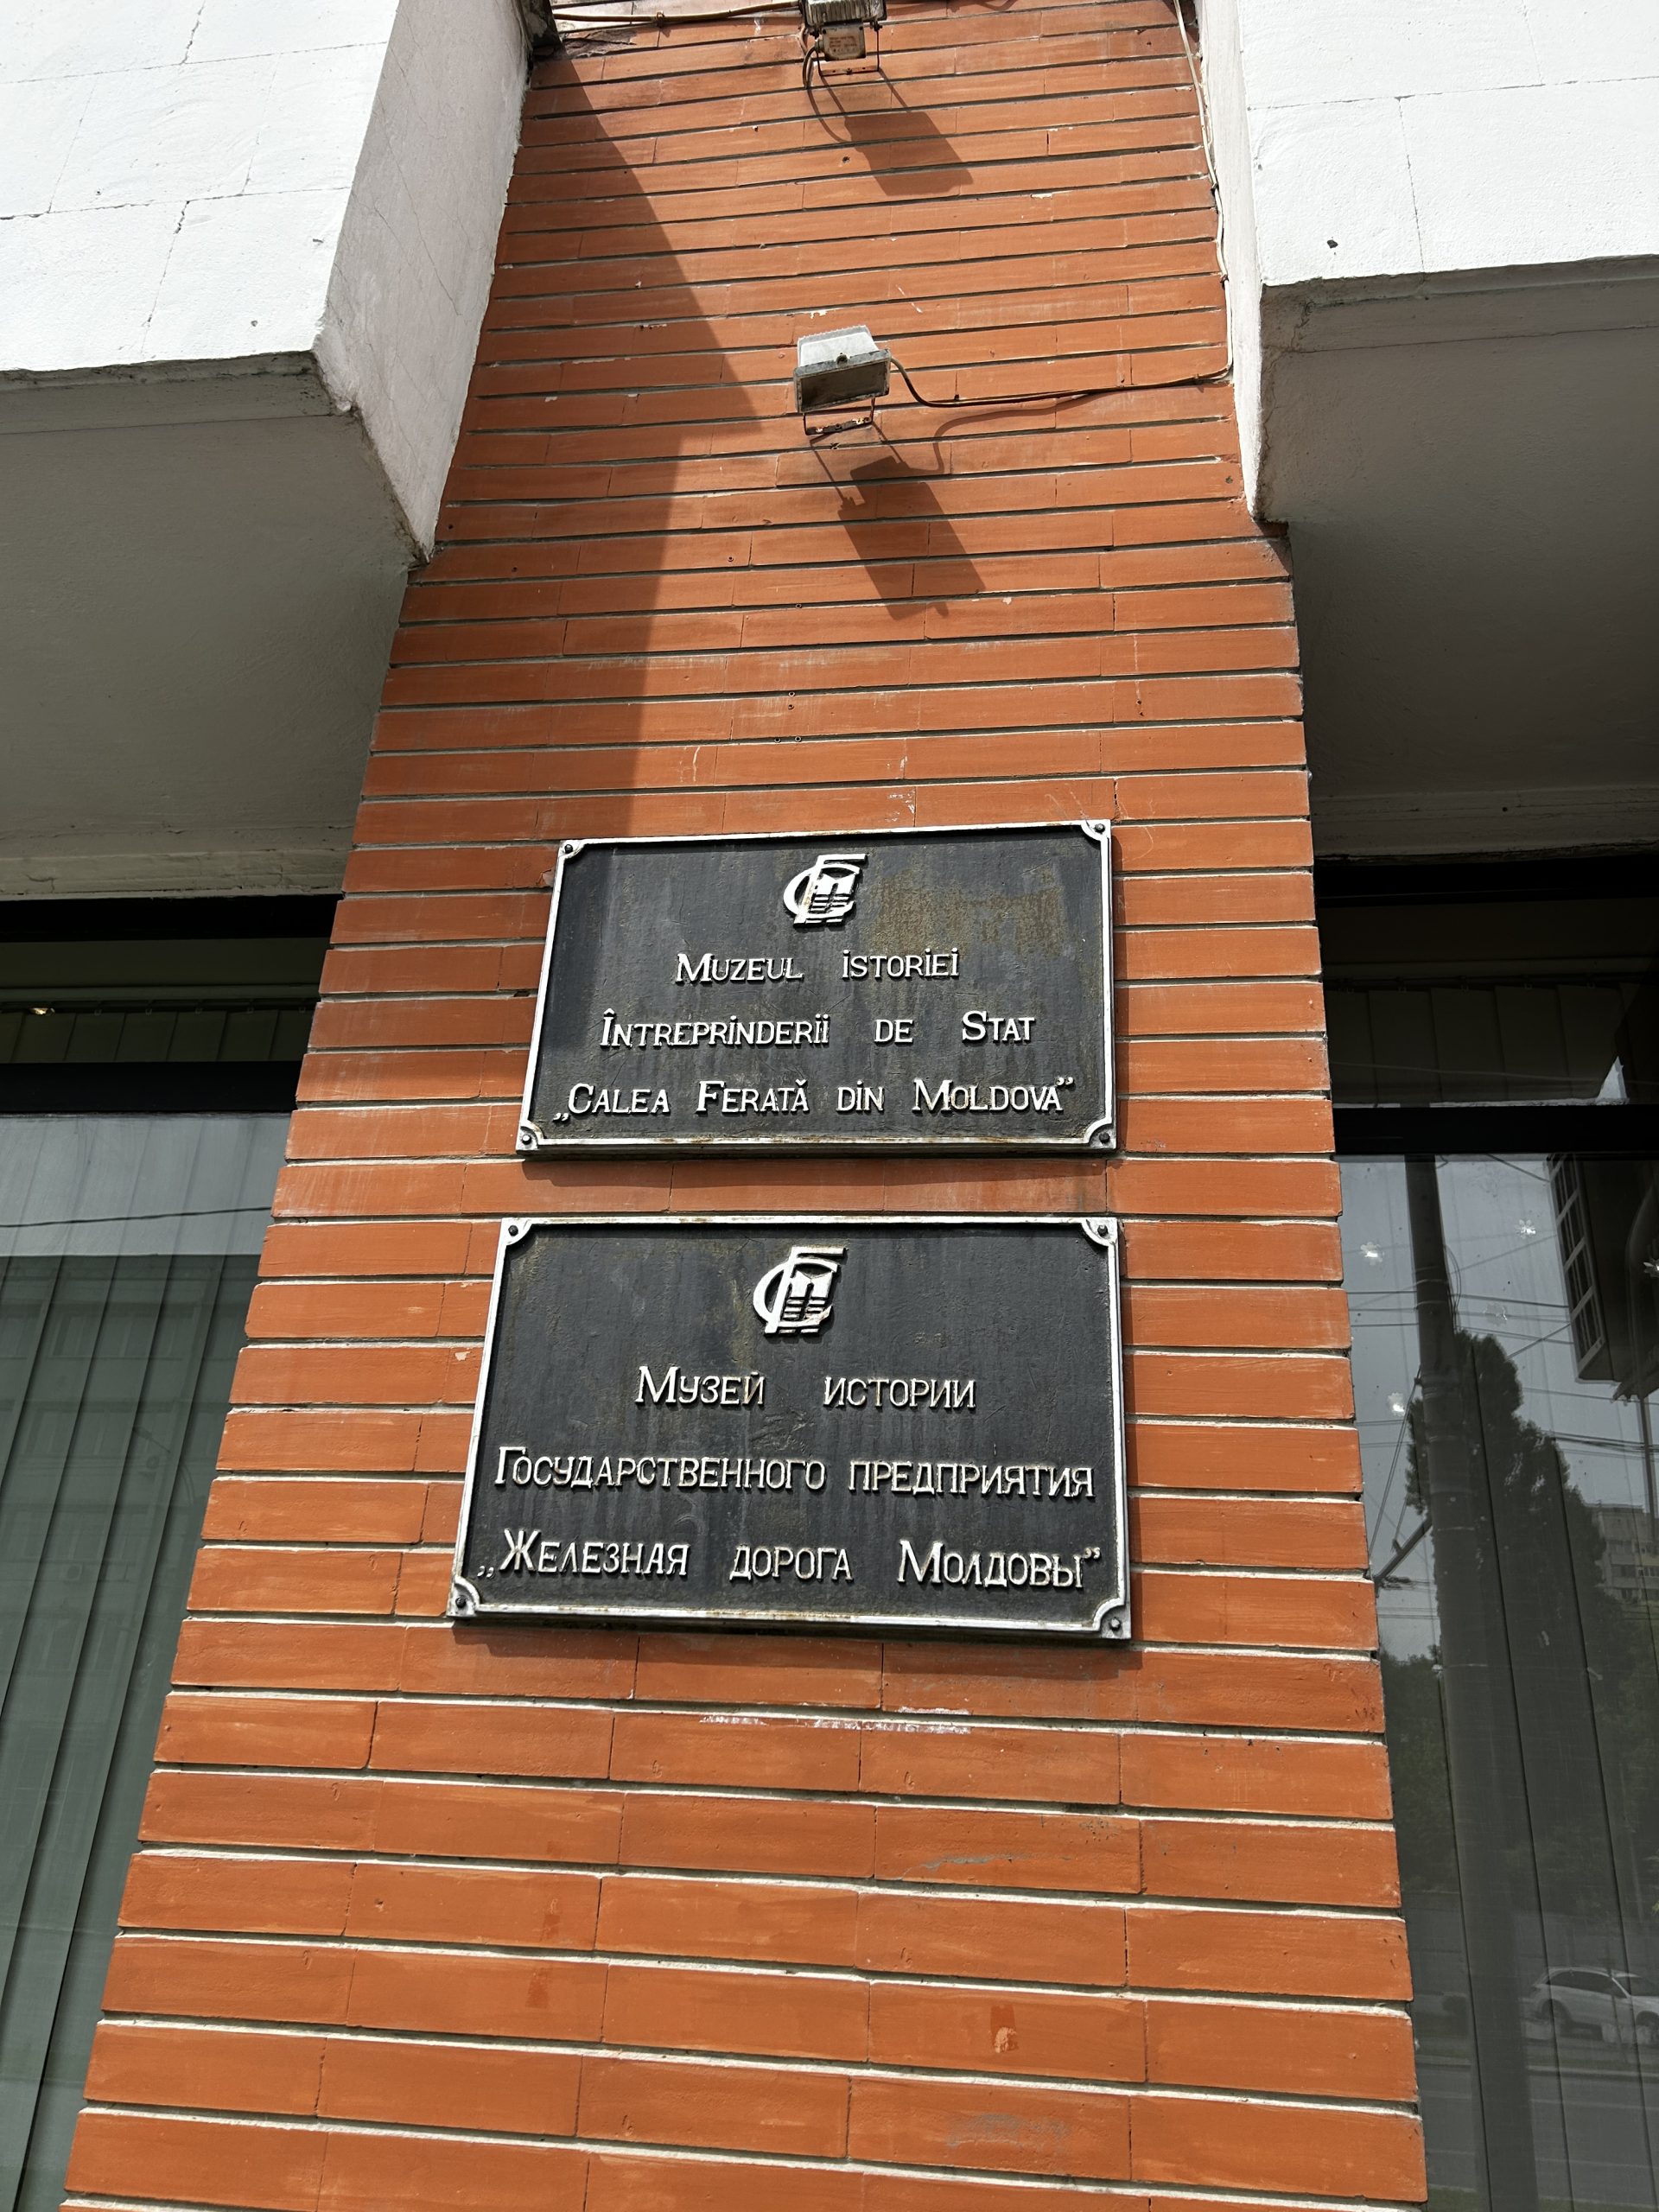 Muzeul istoriei
Întreprinderii de Stat
„Calea Ferată din Moldova”
Музей истории
Государственного предприятия
„Железная дорога Молдовы”